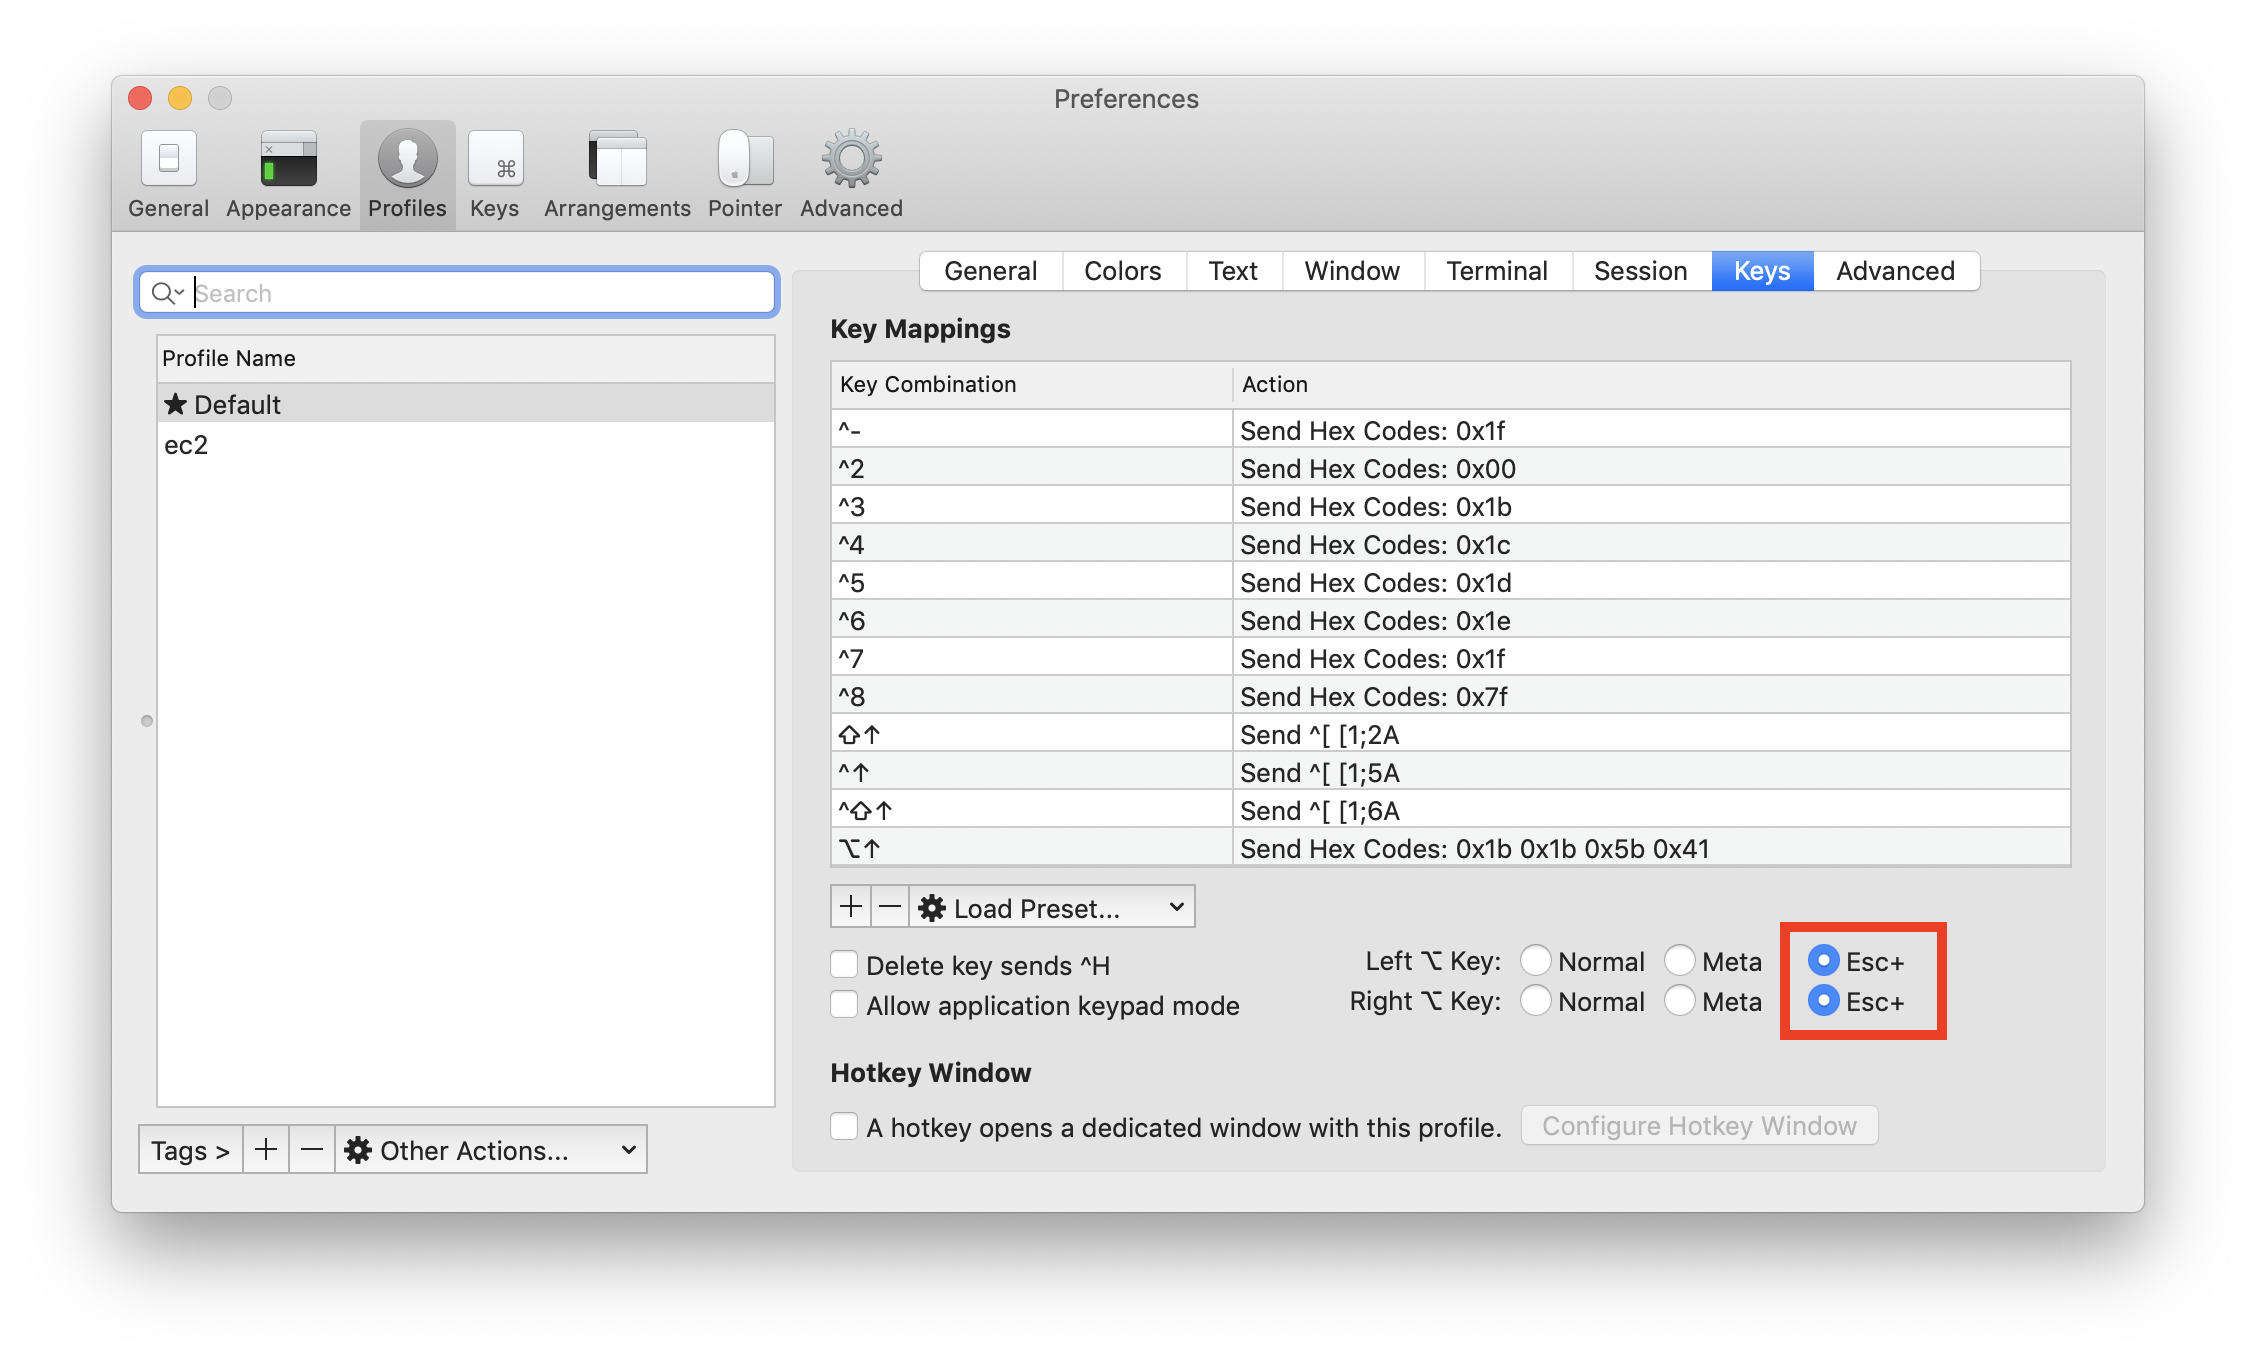 Preferences
General Appearance Profiles Keys Arrangements Pointer Advanced
Search
Profile Name
★ Default
ec2
Tags > + — Other Actions...
General Colors Text Window Terminal Session Keys Advanced
Key Mappings
Key Combination Action
^- Send Hex Codes: 0x1f
^2 Send Hex Codes: 0x00
^3 Send Hex Codes: 0x1b
^4 Send Hex Codes: 0x1c
^5 Send Hex Codes: 0x1d
^6 Send Hex Codes: 0x1e
^7 Send Hex Codes: 0x1f
^8 Send Hex Codes: 0x7f
⇧↑ Send ^[ [1;2A
^↑ Send ^[ [1;5A
^⇧↑ Send ^[ [1;6A
⌥↑ Send Hex Codes: 0x1b 0x1b 0x5b 0x41
+ — Load Preset...
Delete key sends ^H
Allow application keypad mode
Left ⌥ Key: Normal Meta Esc+
Right ⌥ Key: Normal Meta Esc+
Hotkey Window
A hotkey opens a dedicated window with this profile. Configure Hotkey Window